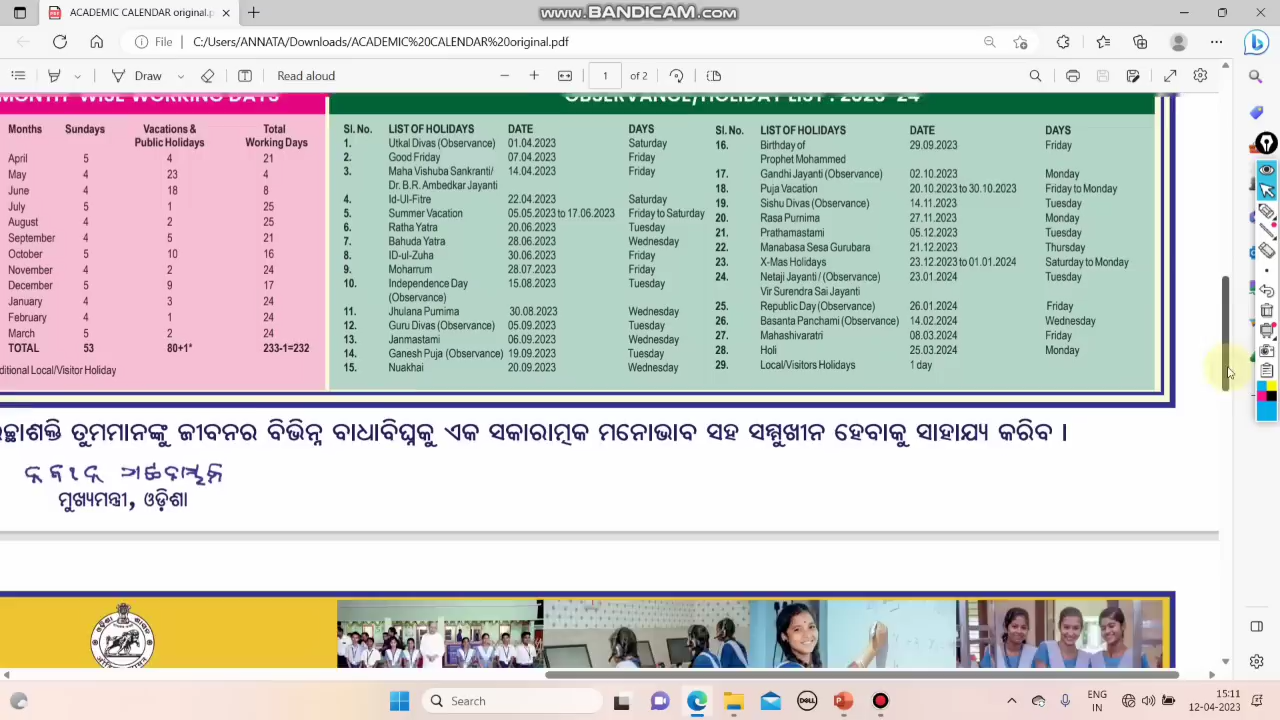 www.BANDICAM.com
ACADEMIC CALENDAR original.p
File
C:/Users/ANNATA/Downloads/ACADEMIC%20CALENDAR%20original.pdf
Draw
Read aloud
1
of 2
MONTH-WISE WORKING DAYS
OBSERVANCE/HOLIDAY LIST : 2023-24
Months Sundays Vacations & Public Holidays Total Working Days
April 5 4 21
May 4 23 4
June 4 18 8
July 5 1 25
August 4 2 25
September 4 5 21
October 5 10 16
November 4 2 24
December 5 9 17
January 4 3 24
February 4 1 24
March 5 2 24
TOTAL 53 80+1* 233-1=232
ditional Local/Visitor Holiday
Sl. No. LIST OF HOLIDAYS DATE DAYS
1. Utkal Divas (Observance) 01.04.2023 Saturday
2. Good Friday 07.04.2023 Friday
3. Maha Vishuba Sankranti/ 14.04.2023 Friday
Dr. B.R. Ambedkar Jayanti
4. Id-Ul-Fitre 22.04.2023 Saturday
5. Summer Vacation 05.05.2023 to 17.06.2023 Friday to Saturday
6. Ratha Yatra 20.06.2023 Tuesday
7. Bahuda Yatra 28.06.2023 Wednesday
8. ID-ul-Zuha 30.06.2023 Friday
9. Moharrum 28.07.2023 Friday
10. Independence Day 15.08.2023 Tuesday
(Observance)
11. Jhulana Purnima 30.08.2023 Wednesday
12. Guru Divas (Observance) 05.09.2023 Tuesday
13. Janmastami 06.09.2023 Wednesday
14. Ganesh Puja (Observance) 19.09.2023 Tuesday
15. Nuakhai 20.09.2023 Wednesday
Sl. No. LIST OF HOLIDAYS DATE DAYS
16. Birthday of 29.09.2023 Friday
Prophet Mohammed
17. Gandhi Jayanti (Observance) 02.10.2023 Monday
18. Puja Vacation 20.10.2023 to 30.10.2023 Friday to Monday
19. Sishu Divas (Observance) 14.11.2023 Tuesday
20. Rasa Purnima 27.11.2023 Monday
21. Prathamastami 05.12.2023 Tuesday
22. Manabasa Sesa Gurubara 21.12.2023 Thursday
23. X-Mas Holidays 23.12.2023 to 01.01.2024 Saturday to Monday
24. Netaji Jayanti / (Observance) 23.01.2024 Tuesday
Vir Surendra Sai Jayanti
25. Republic Day (Observance) 26.01.2024 Friday
26. Basanta Panchami (Observance) 14.02.2024 Wednesday
27. Mahashivaratri 08.03.2024 Friday
28. Holi 25.03.2024 Monday
29. Local/Visitors Holidays 1 day
ଇଚ୍ଛାଶକ୍ତି ତୁମମାନଙ୍କୁ ଜୀବନର ବିଭିନ୍ନ ବାଧାବିଘ୍ନକୁ ଏକ ସକାରାତ୍ମକ ମନୋଭାବ ସହ ସମ୍ମୁଖୀନ ହେବାକୁ ସାହାଯ୍ୟ କରିବ ।
ମୁଖ୍ୟମନ୍ତ୍ରୀ, ଓଡ଼ିଶା
Search
DELL
ENG
IN
15:11
12-04-2023